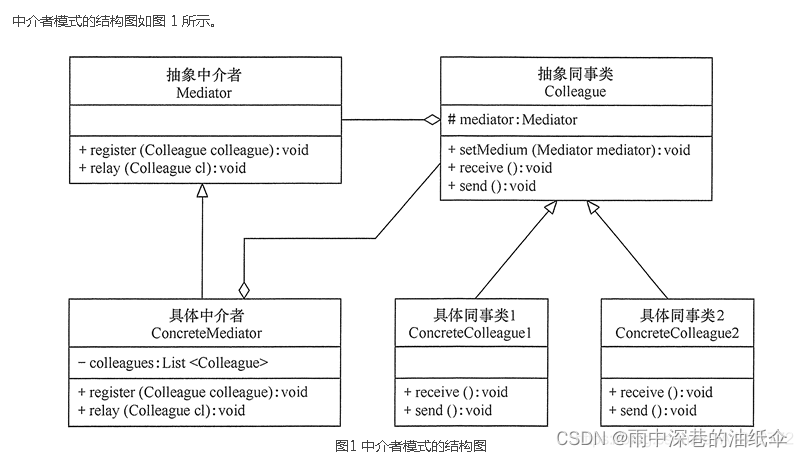 中介者模式的结构图如图 1 所示。
抽象中介者
Mediator
+ register (Colleague colleague): void
+ relay (Colleague cl): void
抽象同事类
Colleague
# mediator: Mediator
+ setMedium (Mediator mediator): void
+ receive (): void
+ send (): void
具体中介者
ConcreteMediator
- colleagues: List <Colleague>
+ register (Colleague colleague): void
+ relay (Colleague cl): void
具体同事类1
ConcreteColleague1
+ receive (): void
+ send (): void
具体同事类2
ConcreteColleague2
+ receive (): void
+ send (): void
图1 中介者模式的结构图
CSDN @雨中深巷的油纸伞